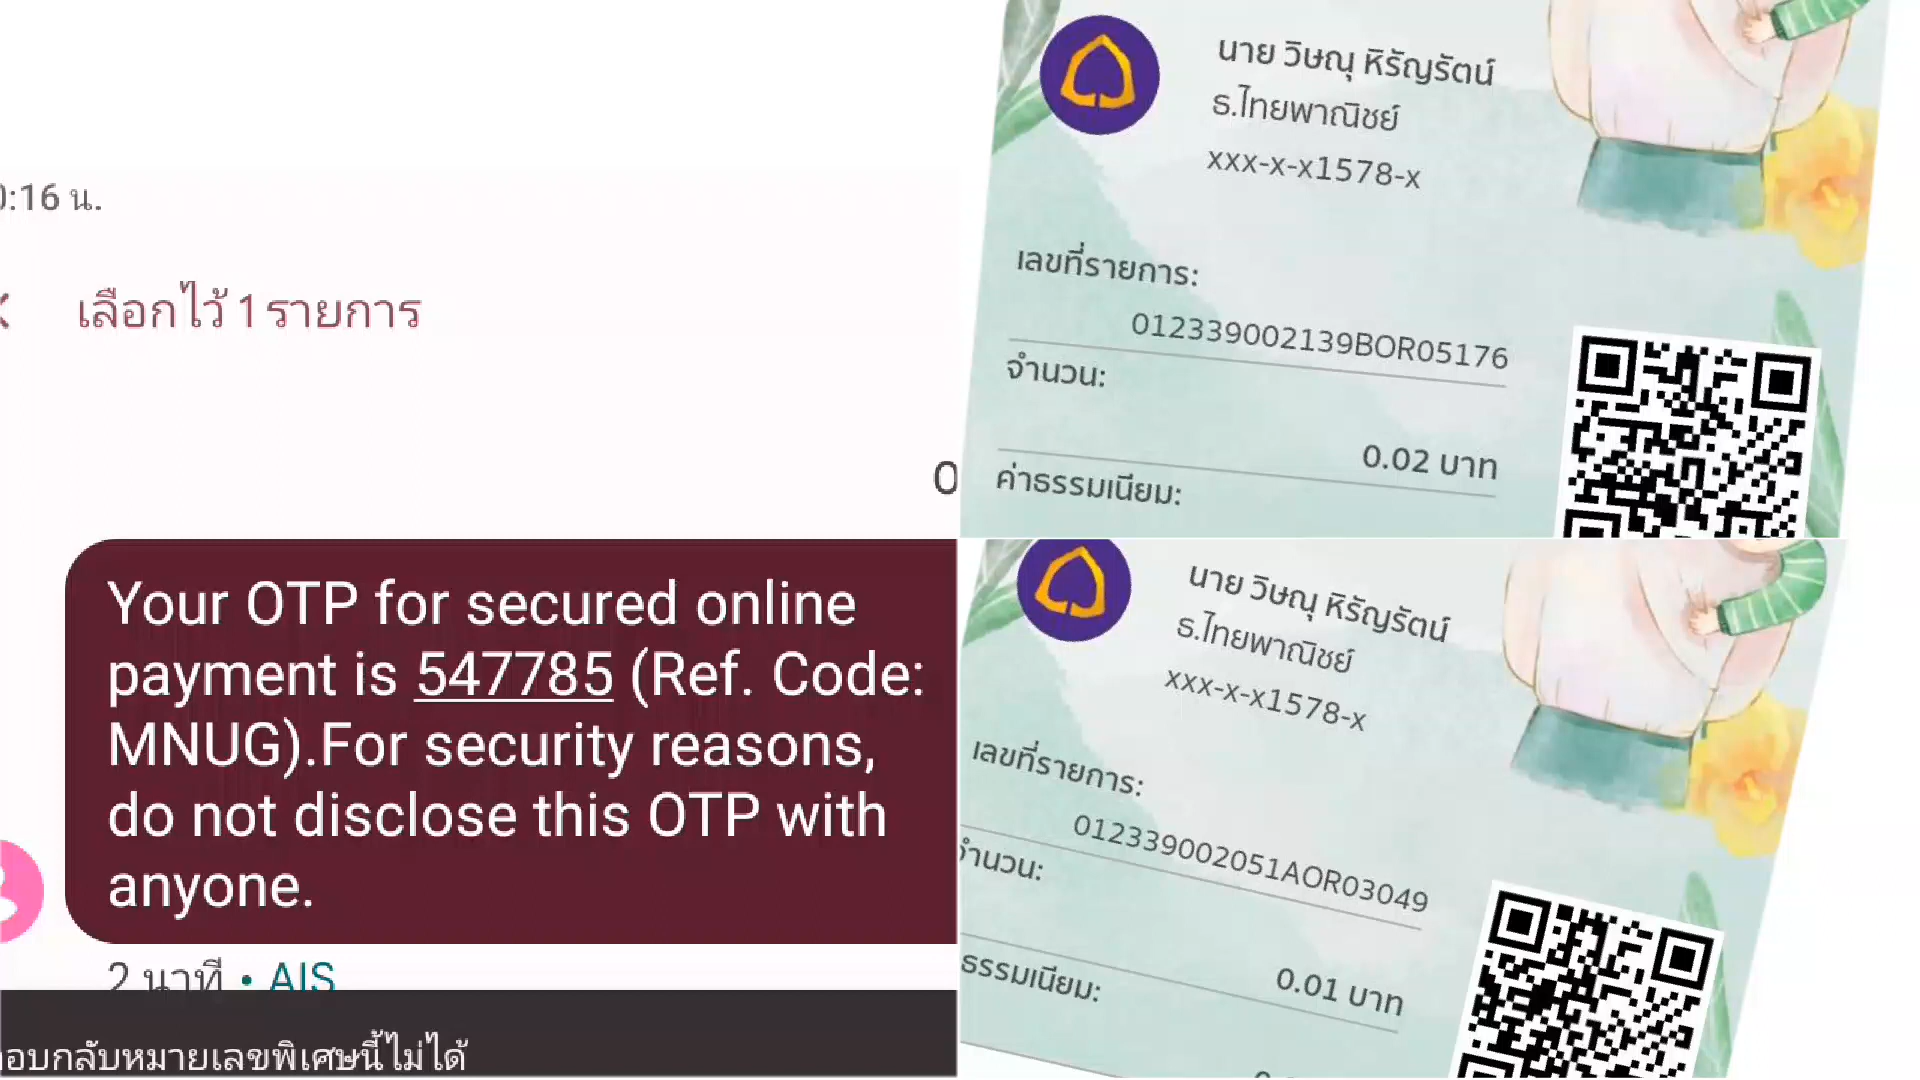 0:16 น.
เลือกไว้ 1 รายการ
Your OTP for secured online
payment is 547785 (Ref. Code:
MNUG).For security reasons,
do not disclose this OTP with
anyone.
2 นาที • AIS
อบกลับหมายเลขพิเศษนี้ไม่ได้
นาย วิษณุ หิรัญรัตน์
ธ.ไทยพาณิชย์
xxx-x-x1578-x
เลขที่รายการ:
012339002139BOR05176
จำนวน:
0.02 บาท
ค่าธรรมเนียม:
นาย วิษณุ หิรัญรัตน์
ธ.ไทยพาณิชย์
xxx-x-x1578-x
เลขที่รายการ:
012339002051AOR03049
จำนวน:
0.01 บาท
ธรรมเนียม: